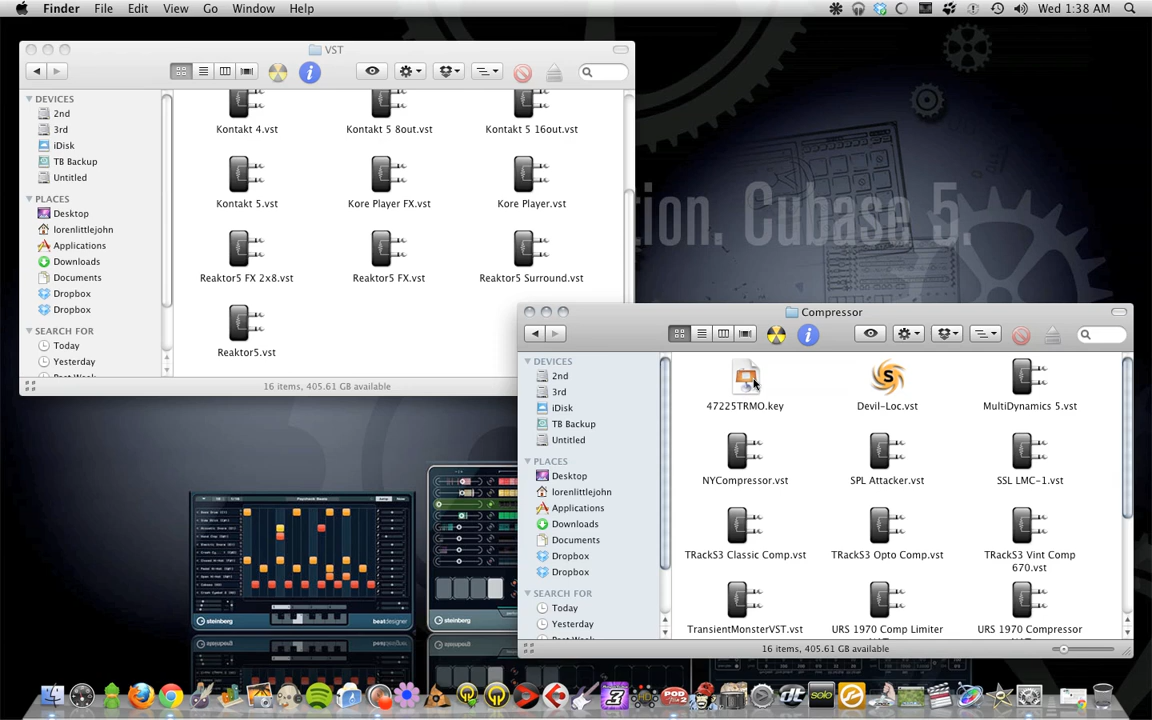 Finder File Edit View Go Window Help Wed 1:38 AM
VST
DEVICES
2nd
3rd
iDisk
TB Backup
Untitled
PLACES
Desktop
lorenlittlejohn
Applications
Downloads
Documents
Dropbox
Dropbox
SEARCH FOR
Today
Yesterday
Past Week
Kontakt 4.vst Kontakt 5 8out.vst Kontakt 5 16out.vst
Kontakt 5.vst Kore Player FX.vst Kore Player.vst
Reaktor5 FX 2x8.vst Reaktor5 FX.vst Reaktor5 Surround.vst
Reaktor5.vst
16 items, 405.61 GB available
tion. Cubase 5.
Compressor
DEVICES
2nd
3rd
iDisk
TB Backup
Untitled
PLACES
Desktop
lorenlittlejohn
Applications
Downloads
Documents
Dropbox
Dropbox
SEARCH FOR
Today
Yesterday
47225TRMO.key Devil-Loc.vst MultiDynamics 5.vst
NYCompressor.vst SPL Attacker.vst SSL LMC-1.vst
TRackS3 Classic Comp.vst TRackS3 Opto Comp.vst TRackS3 Vint Comp
670.vst
TransientMonsterVST.vst URS 1970 Comp Limiter URS 1970 Compressor
16 items, 405.61 GB available
steinberg beatdesigner
steinberg